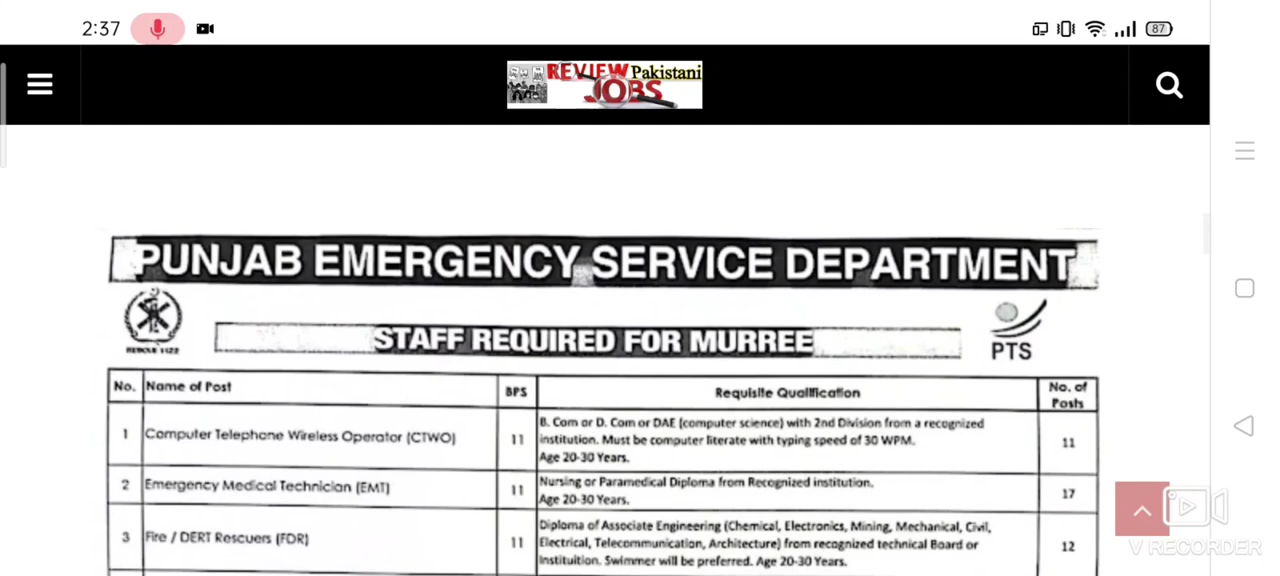 2:37
87
REVIEW Pakistani
JOBS
PUNJAB EMERGENCY SERVICE DEPARTMENT
RESCUE 1122
STAFF REQUIRED FOR MURREE
PTS
No. Name of Post BPS Requisite Qualification No. of Posts
1 Computer Telephone Wireless Operator (CTWO) 11 B. Com or D. Com or DAE (computer science) with 2nd Division from a recognized
institution. Must be computer literate with typing speed of 30 WPM.
Age 20-30 Years. 11
2 Emergency Medical Technician (EMT) 11 Nursing or Paramedical Diploma from Recognized institution.
Age 20-30 Years. 17
3 Fire / DERT Rescuers (FDR) 11 Diploma of Associate Engineering (Chemical, Electronics, Mining, Mechanical, Civil,
Electrical, Telecommunication, Architecture) from recognized technical Board or
Instituition. Swimmer will be preferred. Age 20-30 Years. 12
V RECORDER